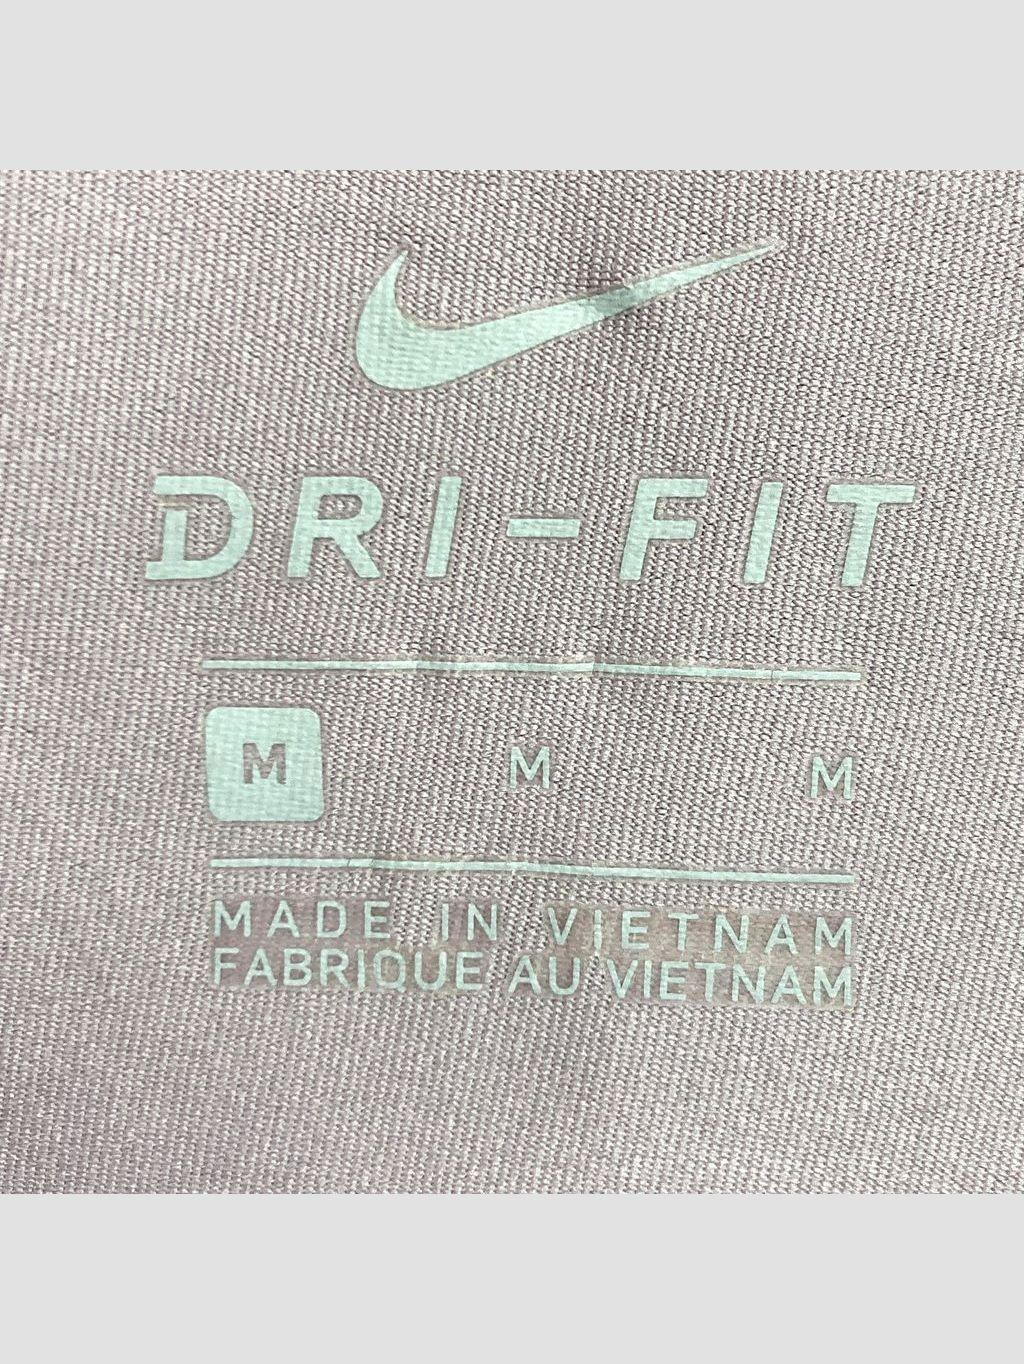 DRI-FIT
M M M
MADE IN VIETNAM
FABRIQUE AU VIETNAM